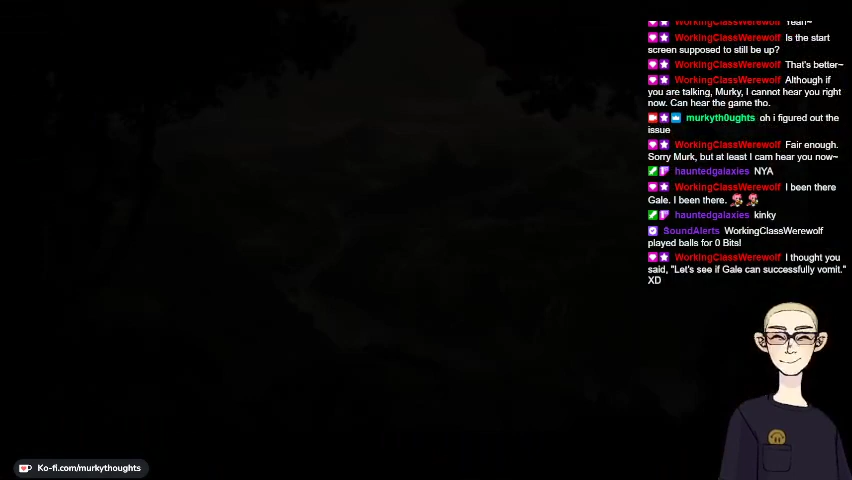 WorkingClassWerewolf Yeah~
WorkingClassWerewolf Is the start
screen supposed to still be up?
WorkingClassWerewolf That's better~
WorkingClassWerewolf Although if
you are talking, Murky, I cannot hear you right
now. Can hear the game tho.
murkyth0ughts oh i figured out the
issue
WorkingClassWerewolf Fair enough.
Sorry Murk, but at least I cam hear you now~
hauntedgalaxies NYA
WorkingClassWerewolf I been there
Gale. I been there.
hauntedgalaxies kinky
SoundAlerts WorkingClassWerewolf
played balls for 0 Bits!
WorkingClassWerewolf I thought you
said, "Let's see if Gale can successfully vomit."
XD
Ko-fi.com/murkythoughts